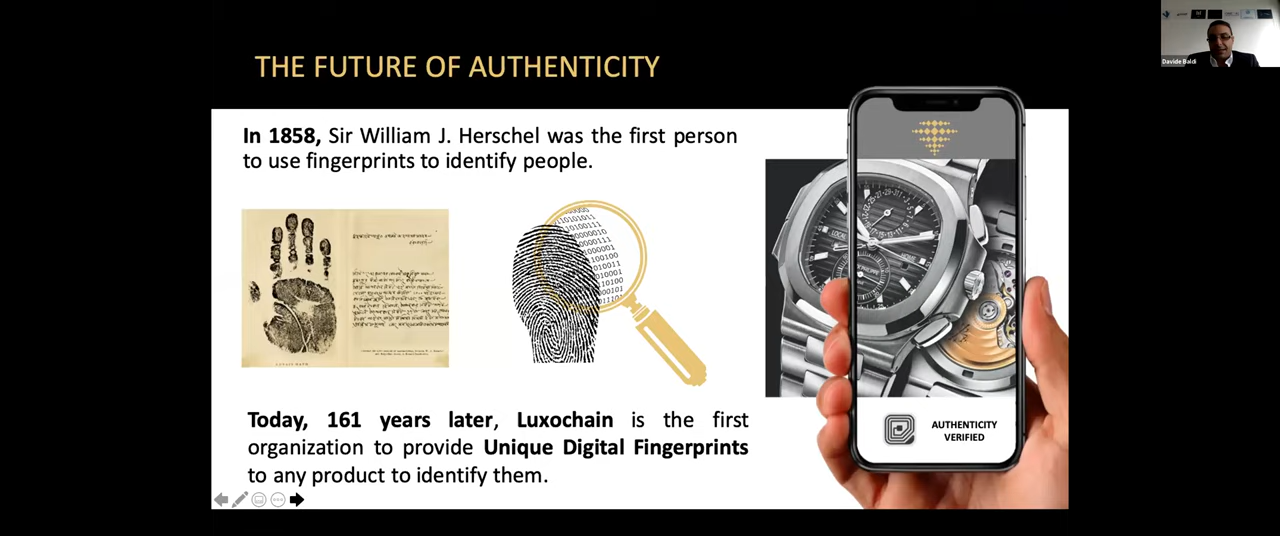 THE FUTURE OF AUTHENTICITY
Davide Baldi
In 1858, Sir William J. Herschel was the first person
to use fingerprints to identify people.
Today, 161 years later, Luxochain is the first
organization to provide Unique Digital Fingerprints
to any product to identify them.
AUTHENTICITY
VERIFIED